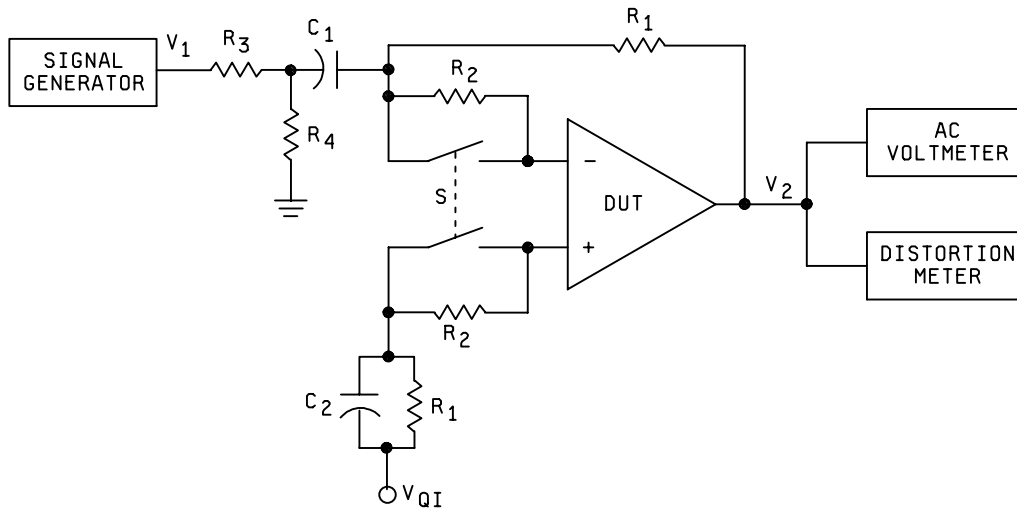 SIGNAL
GENERATOR
V1
R3
C1
R1
R2
R4
S
−
+
DUT
V2
AC
VOLTMETER
DISTORTION
METER
R2
C2
R1
VQI